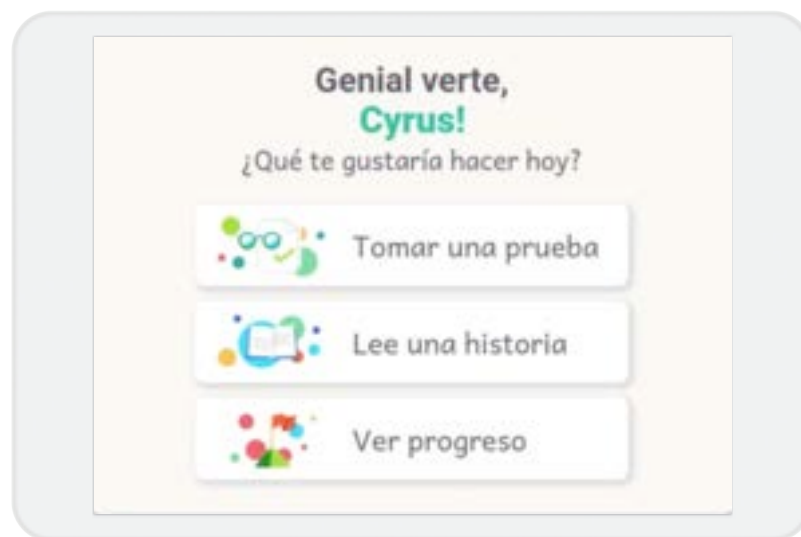 Genial verte,
Cyrus!
¿Qué te gustaría hacer hoy?
Tomar una prueba
Lee una historia
Ver progreso